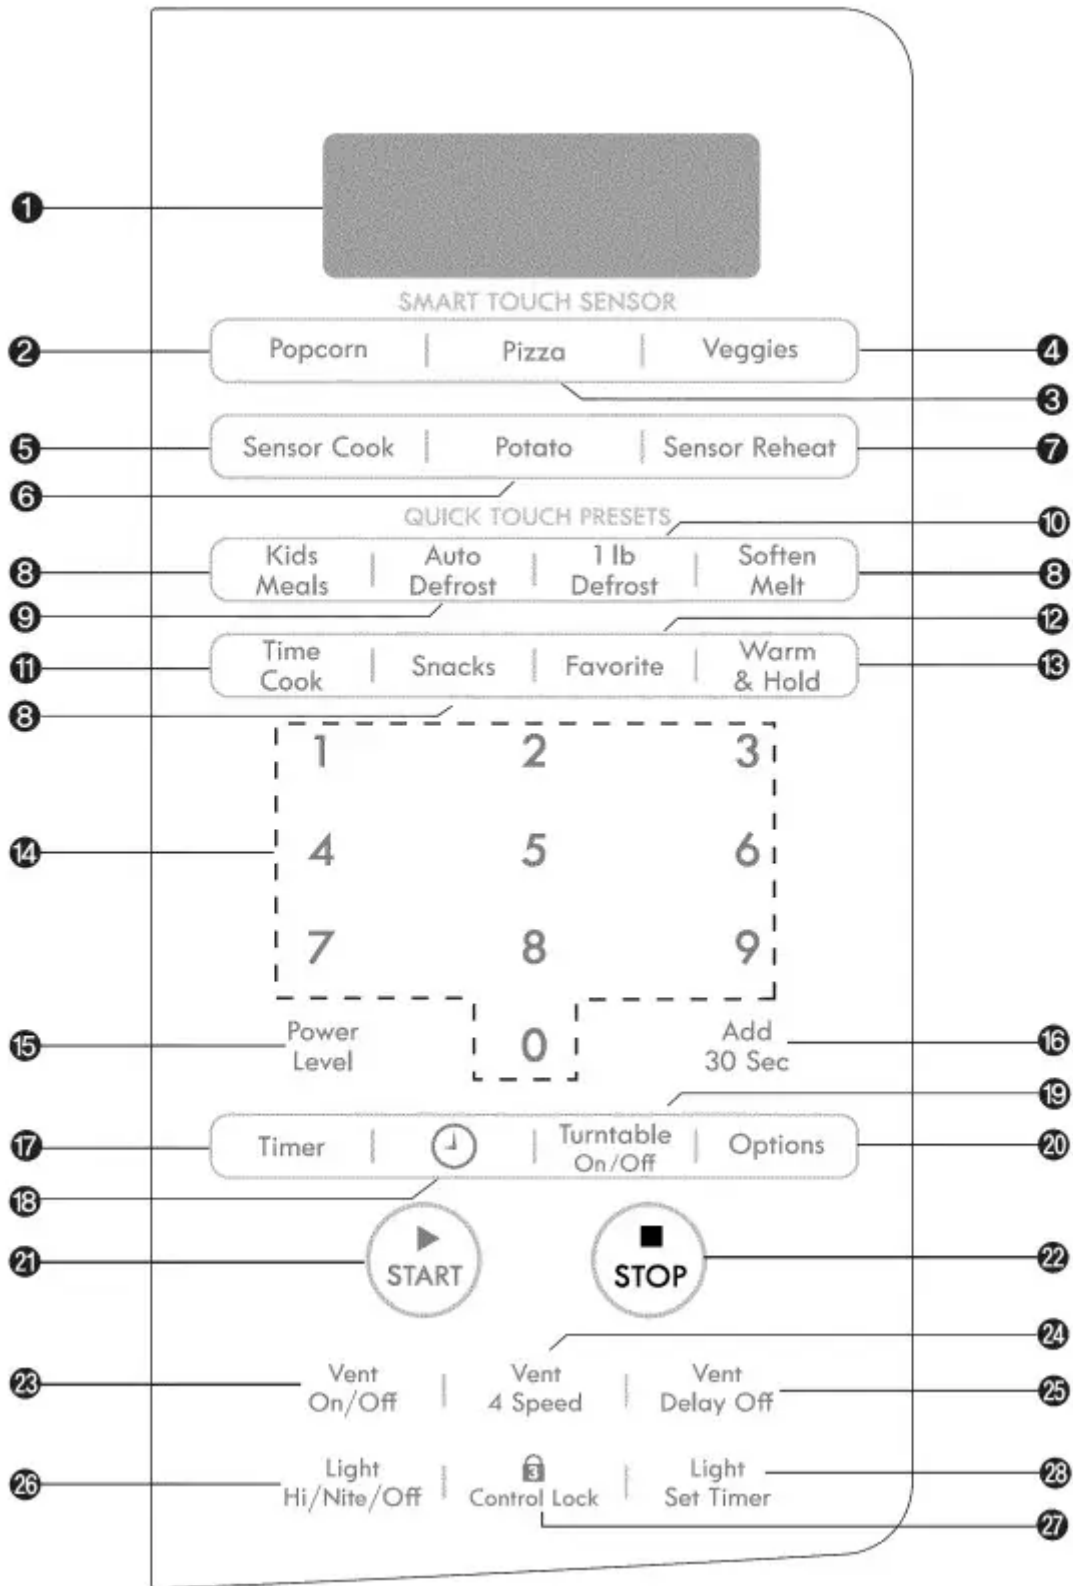 1
SMART TOUCH SENSOR
2 Popcorn Pizza Veggies 4
3
5 Sensor Cook Potato Sensor Reheat 7
6
QUICK TOUCH PRESETS 10
8 Kids Auto 1 lb Soften 8
Meals Defrost Defrost Melt
9
12
11 Time Snacks Favorite Warm 13
Cook & Hold
8
1 2 3
14 4 5 6
7 8 9
15 Power 0 Add 16
Level 30 Sec
19
17 Timer Turntable Options 20
On/Off
18
21 START STOP 22
24
23 Vent Vent Vent 25
On/Off 4 Speed Delay Off
26 Light 3 Light 28
Hi/Nite/Off Control Lock Set Timer
27